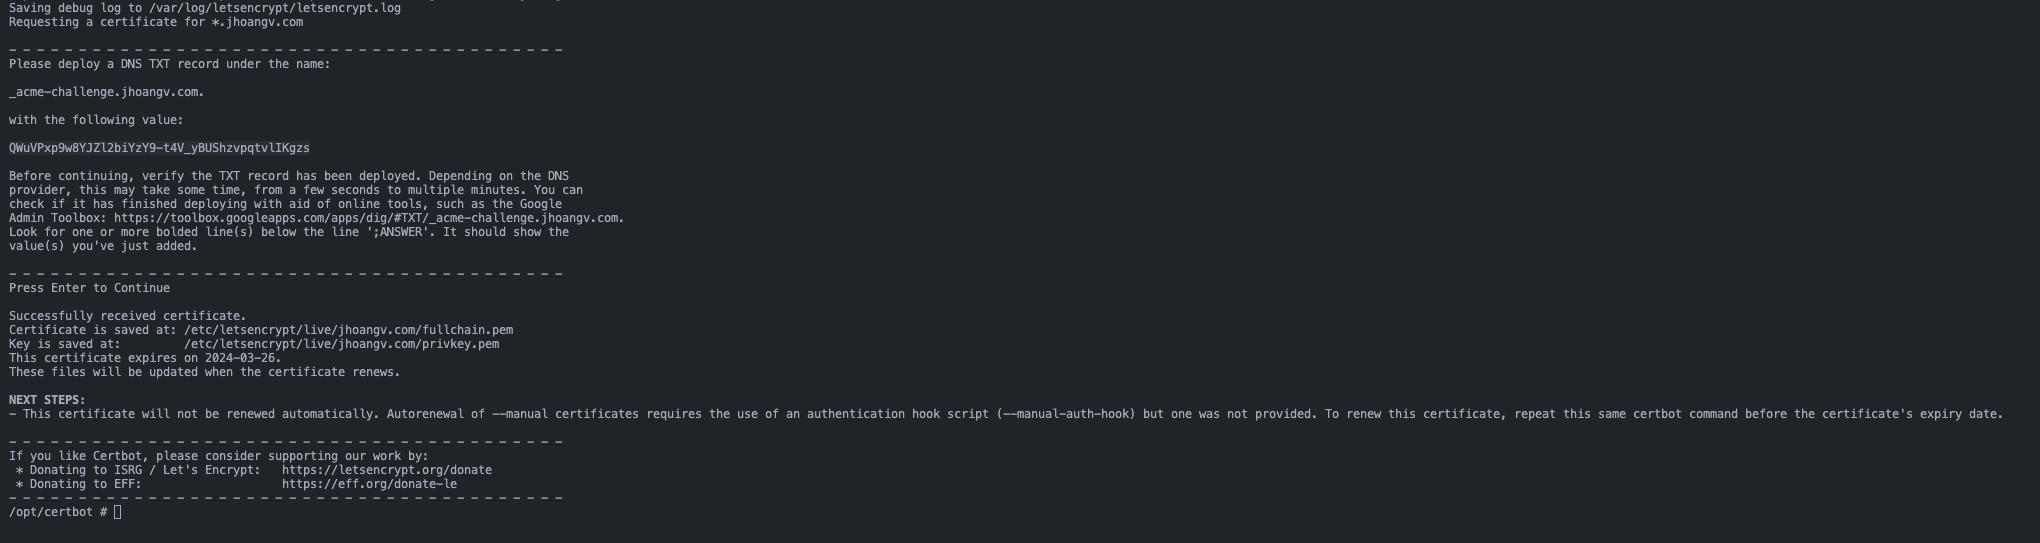 Saving debug log to /var/log/letsencrypt/letsencrypt.log
Requesting a certificate for *.jhoangv.com
- - - - - - - - - - - - - - - - - - - - - - - - - - - - - - - - - - - - - - - -
Please deploy a DNS TXT record under the name:
_acme-challenge.jhoangv.com.
with the following value:
QWuVPxp9w8YJZl2biYzY9-t4V_yBUShzvpqtvlIKgzs
Before continuing, verify the TXT record has been deployed. Depending on the DNS
provider, this may take some time, from a few seconds to multiple minutes. You can
check if it has finished deploying with aid of online tools, such as the Google
Admin Toolbox: https://toolbox.googleapps.com/apps/dig/#TXT/_acme-challenge.jhoangv.com.
Look for one or more bolded line(s) below the line ';ANSWER'. It should show the
value(s) you've just added.
- - - - - - - - - - - - - - - - - - - - - - - - - - - - - - - - - - - - - - - -
Press Enter to Continue
Successfully received certificate.
Certificate is saved at: /etc/letsencrypt/live/jhoangv.com/fullchain.pem
Key is saved at:         /etc/letsencrypt/live/jhoangv.com/privkey.pem
This certificate expires on 2024-03-26.
These files will be updated when the certificate renews.
NEXT STEPS:
- This certificate will not be renewed automatically. Autorenewal of --manual certificates requires the use of an authentication hook script (--manual-auth-hook) but one was not provided. To renew this certificate, repeat this same certbot command before the certificate's expiry date.
- - - - - - - - - - - - - - - - - - - - - - - - - - - - - - - - - - - - - - - -
If you like Certbot, please consider supporting our work by:
 * Donating to ISRG / Let's Encrypt:   https://letsencrypt.org/donate
 * Donating to EFF:                    https://eff.org/donate-le
- - - - - - - - - - - - - - - - - - - - - - - - - - - - - - - - - - - - - - - -
/opt/certbot #